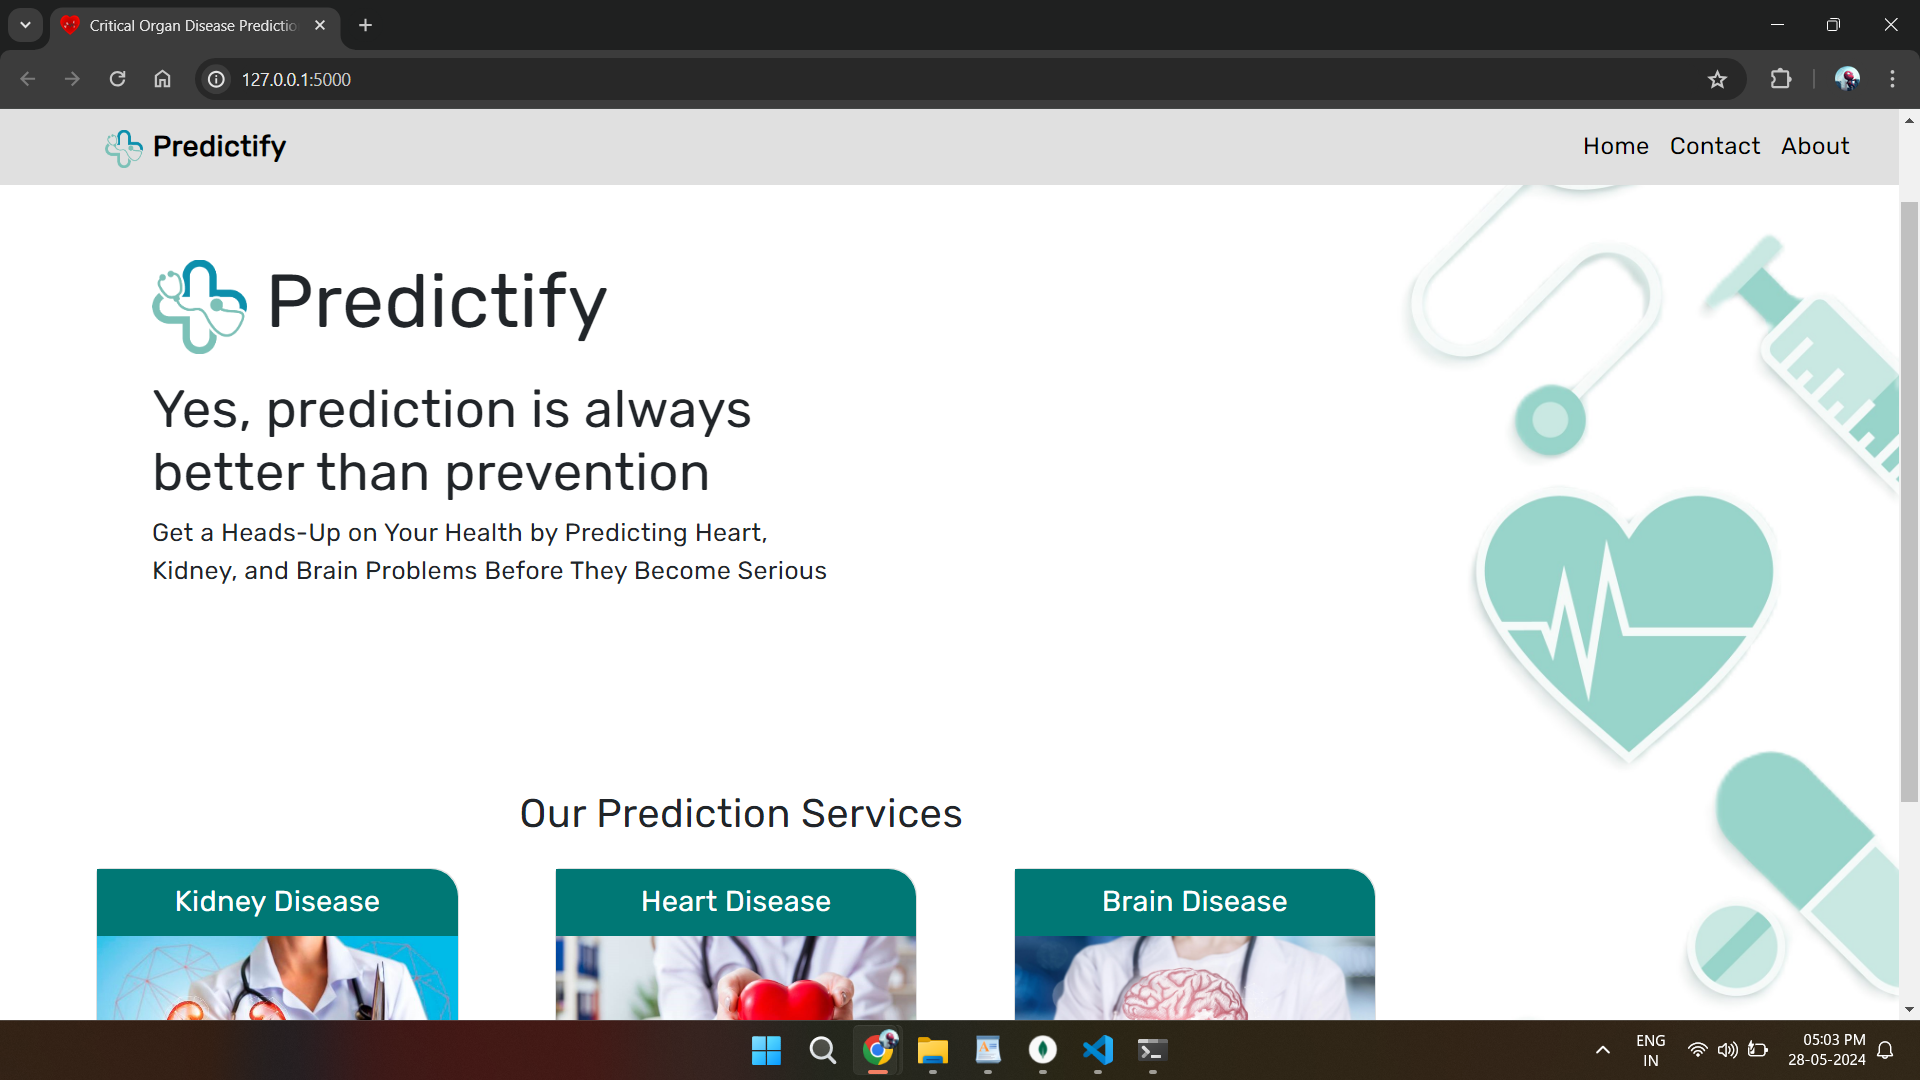 Critical Organ Disease Predictio
127.0.0.1:5000
Predictify
Home Contact About
Predictify
Yes, prediction is always
better than prevention
Get a Heads-Up on Your Health by Predicting Heart,
Kidney, and Brain Problems Before They Become Serious
Our Prediction Services
Kidney Disease
Heart Disease
Brain Disease
ENG
IN
05:03 PM
28-05-2024